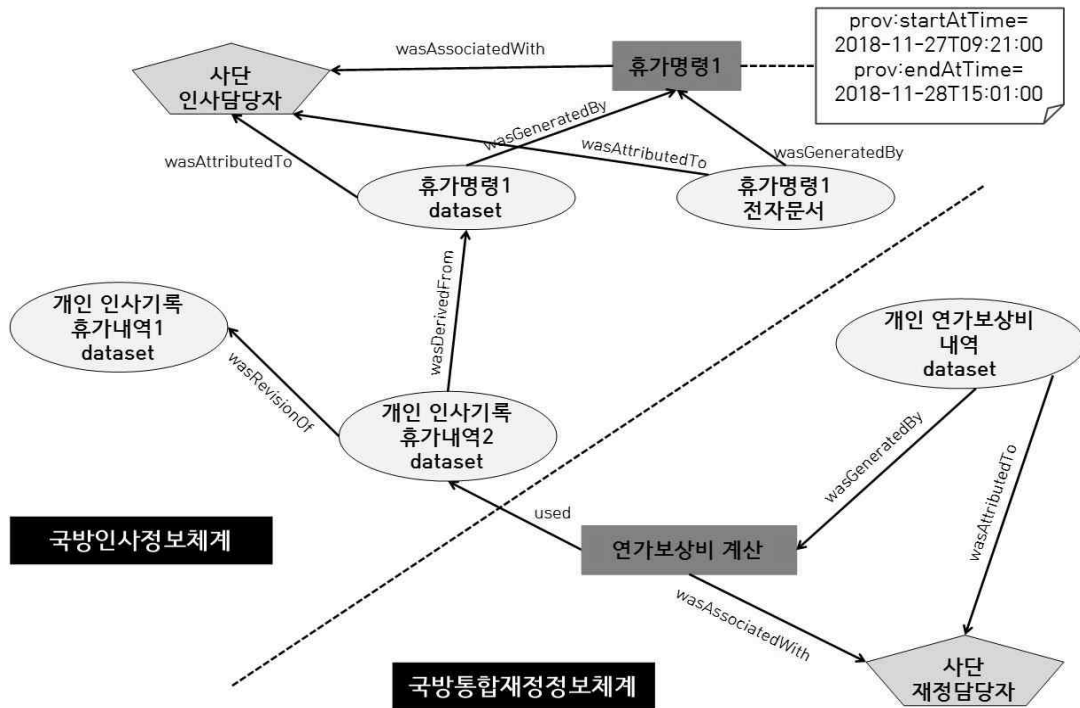 prov:startAtTime=
2018-11-27T09:21:00
prov:endAtTime=
2018-11-28T15:01:00
wasAssociatedWith
휴가명령1
사단
인사담당자
wasGeneratedBy
wasAttributedTo
wasAttributedTo
wasGeneratedBy
휴가명령1
dataset
휴가명령1
전자문서
wasDerivedFrom
개인 인사기록
휴가내역1
dataset
개인 연가보상비
내역
dataset
wasRevisionOf
개인 인사기록
휴가내역2
dataset
wasGeneratedBy
wasAttributedTo
used
국방인사정보체계
연가보상비 계산
wasAssociatedWith
국방통합재정정보체계
사단
재정담당자